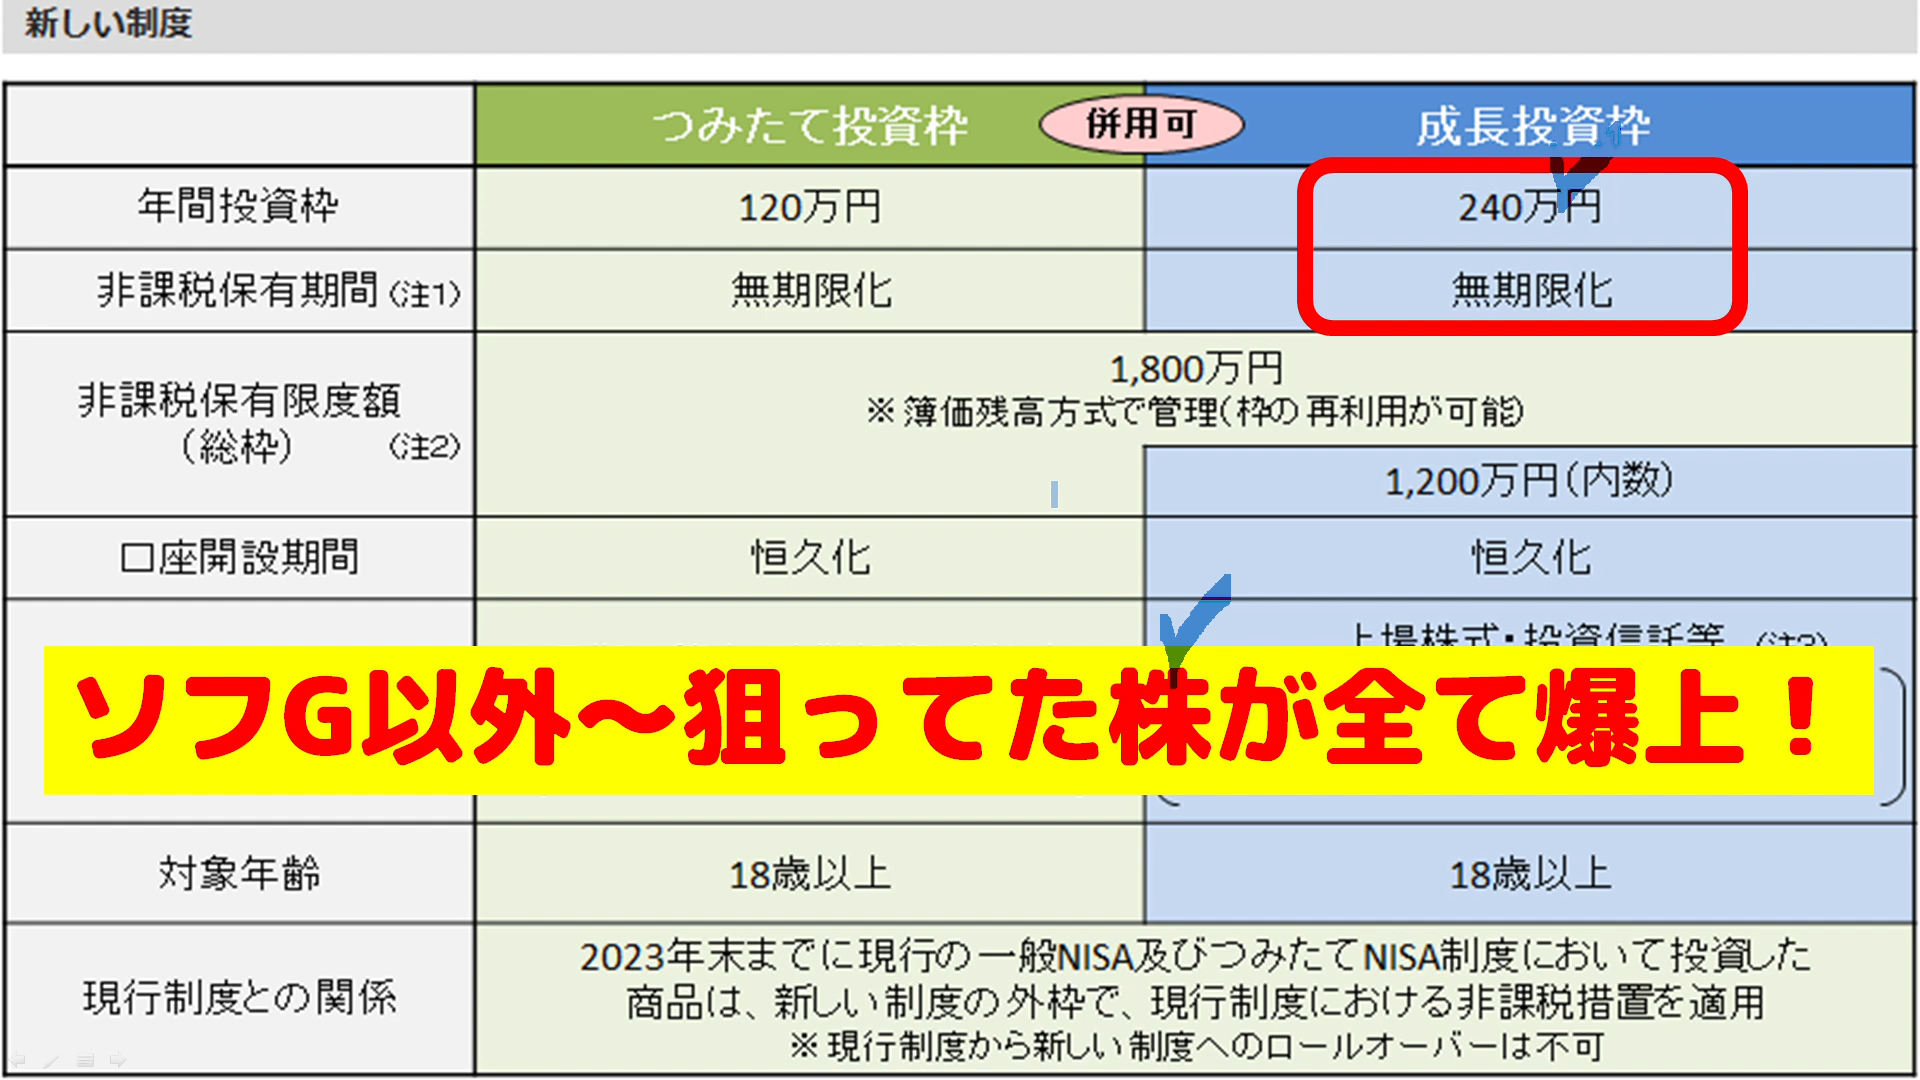 新しい制度
つみたて投資枠
併用可
成長投資枠
年間投資枠
120万円
240万円
非課税保有期間(注1)
無期限化
無期限化
非課税保有限度額
(総枠) (注2)
1,800万円
※簿価残高方式で管理(枠の再利用が可能)
1,200万円(内数)
口座開設期間
恒久化
恒久化
上場株式・投資信託等 (注3)
ソフG以外〜狙ってた株が全て爆上!
対象年齢
18歳以上
18歳以上
現行制度との関係
2023年末までに現行の一般NISA及びつみたてNISA制度において投資した
商品は、新しい制度の外枠で、現行制度における非課税措置を適用
※現行制度から新しい制度へのロールオーバーは不可